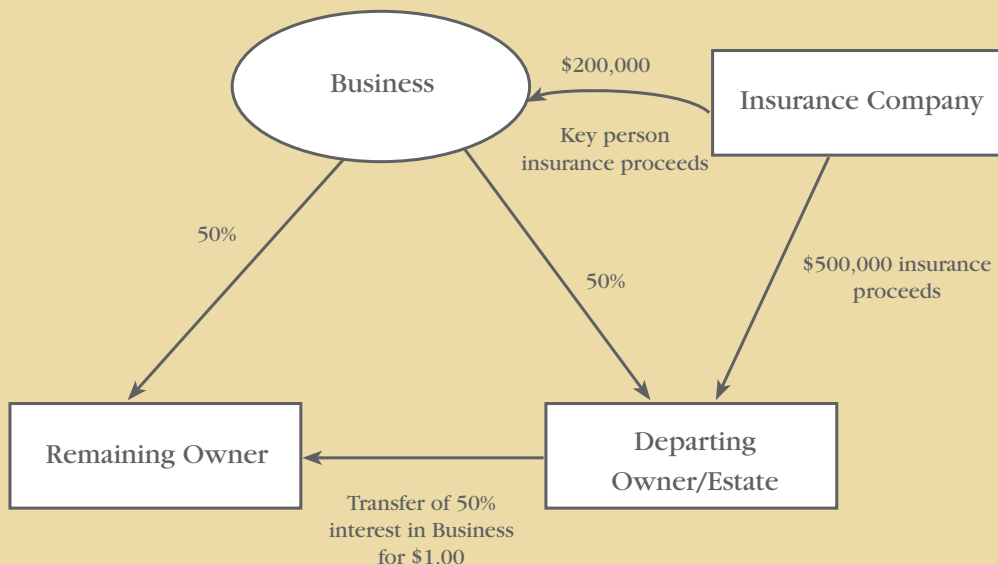 Business
$200,000
Insurance Company
Key person
insurance proceeds
50%
50%
$500,000 insurance
proceeds
Remaining Owner
Departing
Owner/Estate
Transfer of 50%
interest in Business
for $1.00